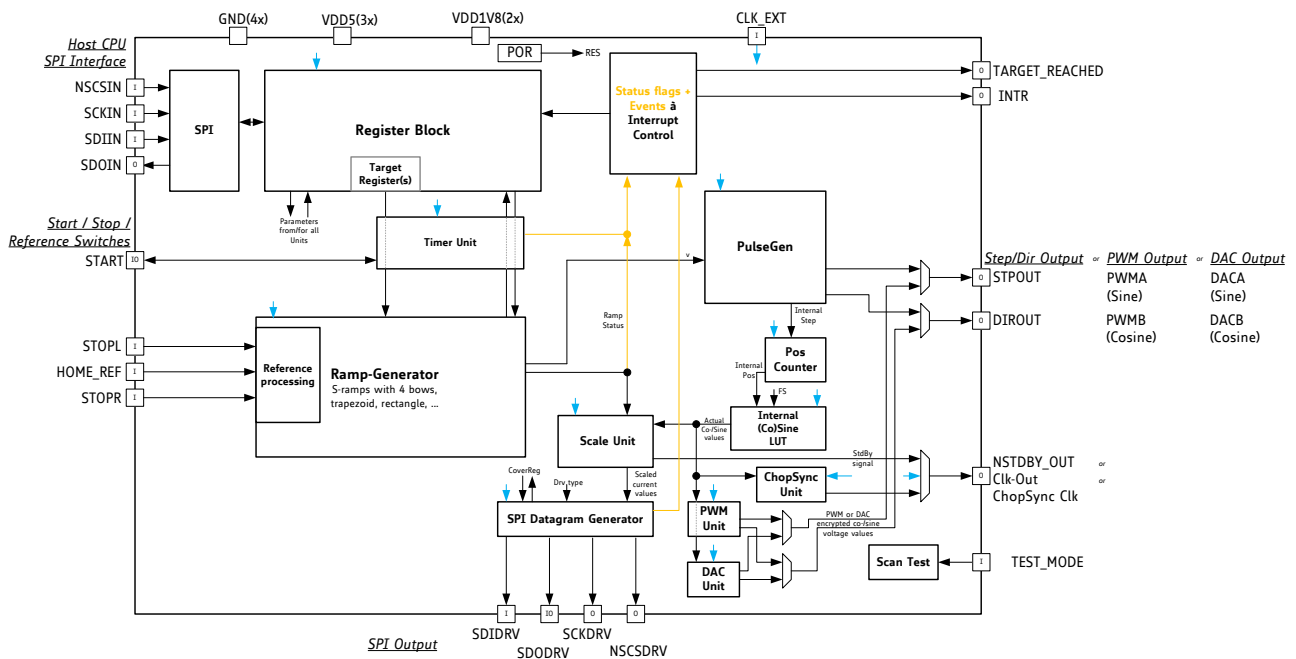 GND(4x)
VDD5(3x)
VDD1V8(2x)
CLK_EXT
Host CPU
SPI Interface
I
POR
RES
NSCSIN
I
SCKIN
I
SDIIN
I
SDOIN
O
SPI
Register Block
Target
Register(s)
Status flags +
Events à
Interrupt
Control
O
TARGET_REACHED
O
INTR
Parameters
from/for all
Units
Start / Stop /
Reference Switches
START
IO
Timer Unit
PulseGen
v
Step/Dir Output
or
PWM Output
or
DAC Output
O
STPOUT
PWMA
(Sine)
DACA
(Sine)
O
DIROUT
PWMB
(Cosine)
DACB
(Cosine)
Ramp
Status
Internal
Step
STOPL
I
HOME_REF
I
STOPR
I
Reference
processing
Ramp-Generator
S-ramps with 4 bows,
trapezoid, rectangle, ...
Pos
Counter
Internal
Pos
FS
Internal
(Co)Sine
LUT
Actual
Co-/Sine
values
Scale Unit
StdBy
signal
Scaled
current
values
CoverReg
Drv_type
ChopSync
Unit
O
NSTDBY_OUT
or
Clk-Out
or
ChopSync Clk
SPI Datagram Generator
PWM
Unit
PWM or DAC
encrypted co-/sine
voltage values
DAC
Unit
Scan Test
I
TEST_MODE
I
IO
O
O
SDIDRV
SCKDRV
SPI Output
SDODRV
NSCSDRV